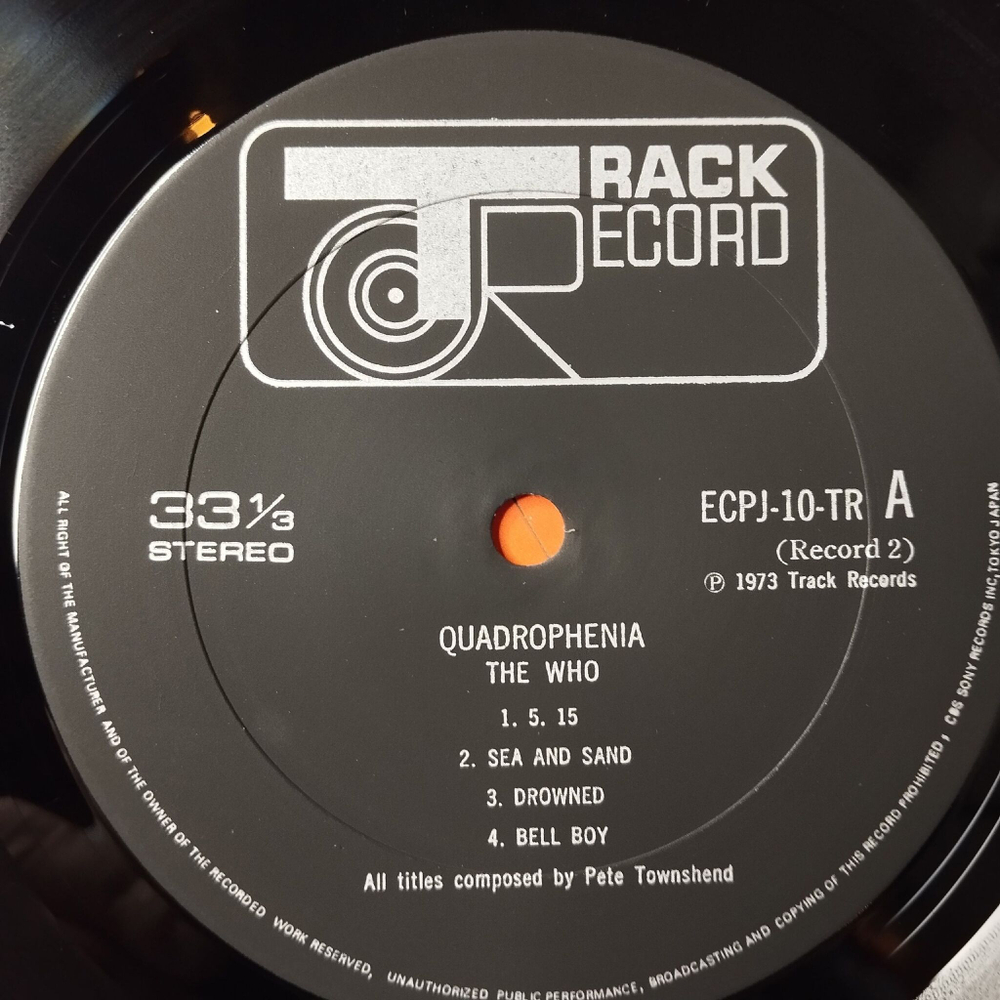 TRACK
RECORD
33 1/3
STEREO
ECPJ-10-TR A
(Record 2)
Ⓟ 1973 Track Records
QUADROPHENIA
THE WHO
1. 5. 15
2. SEA AND SAND
3. DROWNED
4. BELL BOY
All titles composed by Pete Townshend
ALL RIGHT OF THE MANUFACTURER AND OF THE OWNER OF THE RECORDED WORK RESERVED, UNAUTHORIZED PUBLIC PERFORMANCE, BROADCASTING AND COPYING OF THIS RECORD PROHIBITED, CBS SONY RECORDS INC, TOKYO JAPAN